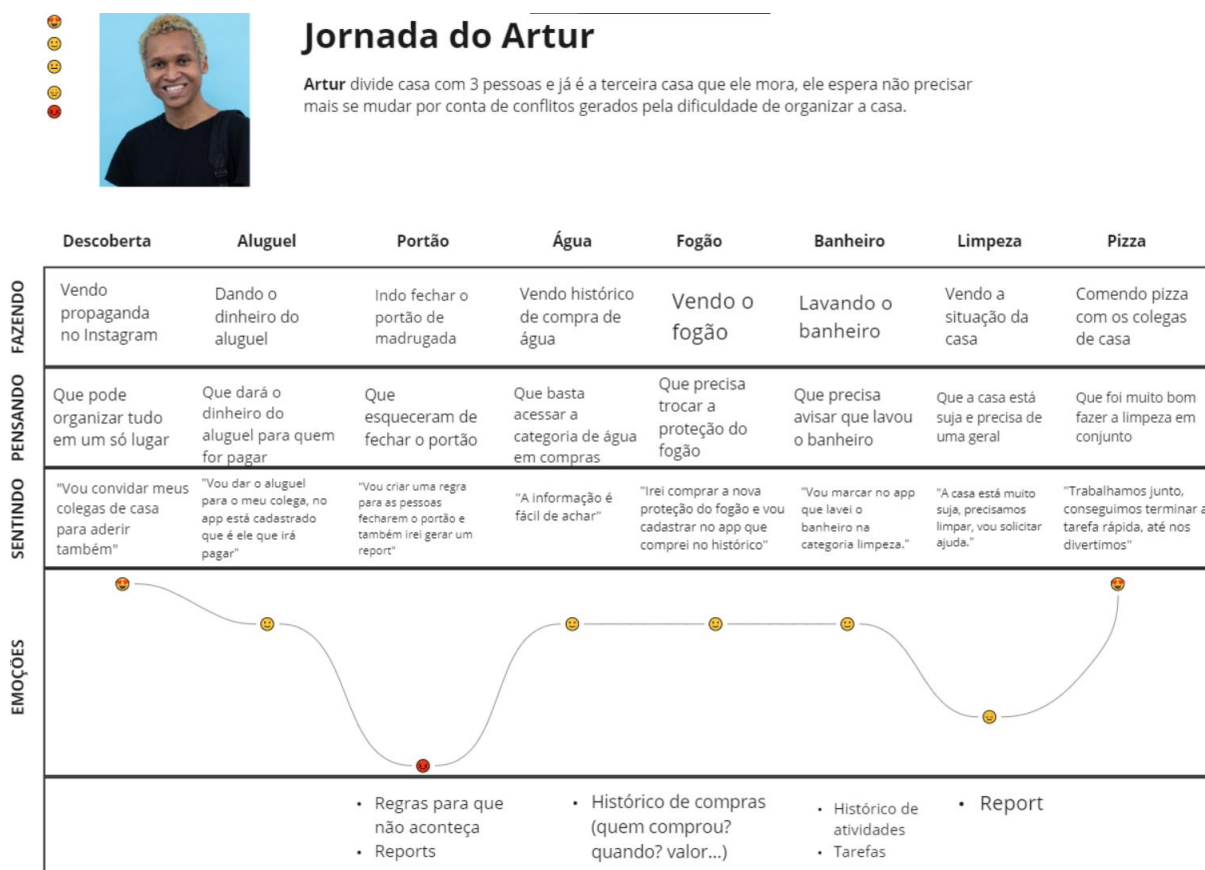 Jornada do Artur
Artur divide casa com 3 pessoas e já é a terceira casa que ele mora, ele espera não precisar
mais se mudar por conta de conflitos gerados pela dificuldade de organizar a casa.
Descoberta
Aluguel
Portão
Água
Fogão
Banheiro
Limpeza
Pizza
FAZENDO
Vendo
propaganda
no Instagram
Dando o
dinheiro do
aluguel
Indo fechar o
portão de
madrugada
Vendo histórico
de compra de
água
Vendo o
fogão
Lavando o
banheiro
Vendo a
situação da
casa
Comendo pizza
com os colegas
de casa
PENSANDO
Que pode
organizar tudo
em um só lugar
Que dará o
dinheiro do
aluguel para quem
for pagar
Que
esqueceram de
fechar o portão
Que basta
acessar a
categoria de água
em compras
Que precisa
trocar a
proteção do
fogão
Que precisa
avisar que lavou
o banheiro
Que a casa está
suja e precisa de
uma geral
Que foi muito bom
fazer a limpeza em
conjunto
SENTINDO
"Vou convidar meus
colegas de casa
para aderir
também"
"Vou dar o aluguel
para o meu colega, no
app está cadastrado
que é ele que irá
pagar"
"Vou criar uma regra
para as pessoas
fecharem o portão e
também irei gerar um
report"
"A informação é
fácil de achar"
"Irei comprar a nova
proteção do fogão e vou
cadastrar no app que
comprei no histórico"
"Vou marcar no app
que lavei o
banheiro na
categoria limpeza."
"A casa está muito
suja, precisamos
limpar, vou solicitar
ajuda."
"Trabalhamos junto,
conseguimos terminar a
tarefa rápida, até nos
divertimos"
EMOÇÕES
• Regras para que
não aconteça
• Reports
• Histórico de compras
(quem comprou?
quando? valor...)
• Histórico de
atividades
• Tarefas
• Report